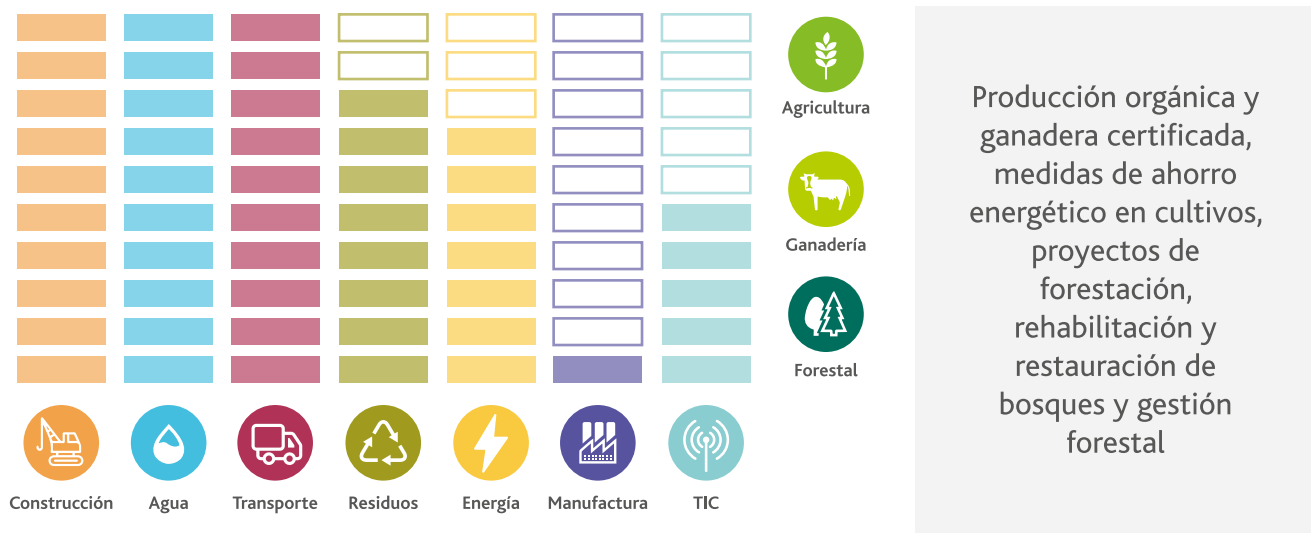 Agricultura
Ganadería
Forestal
Construcción
Agua
Transporte
Residuos
Energía
Manufactura
TIC
Producción orgánica y
ganadera certificada,
medidas de ahorro
energético en cultivos,
proyectos de
forestación,
rehabilitación y
restauración de
bosques y gestión
forestal